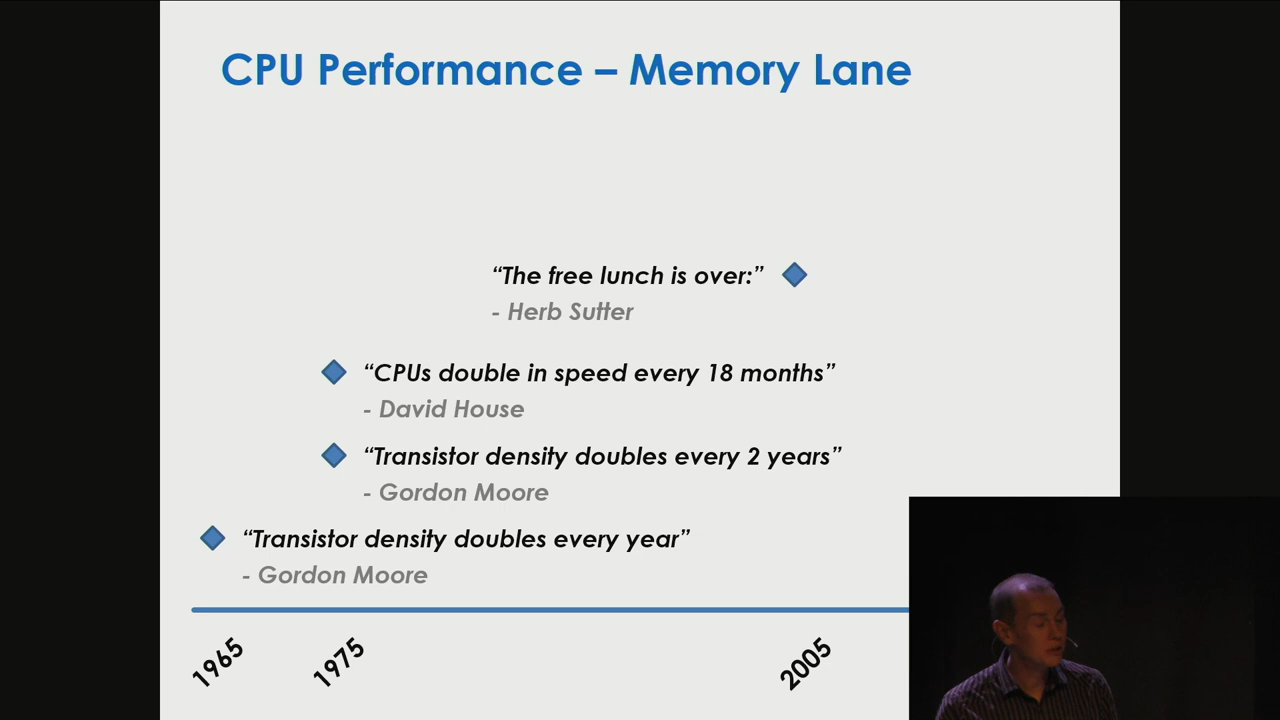 CPU Performance – Memory Lane
“The free lunch is over:”
- Herb Sutter
“CPUs double in speed every 18 months”
- David House
“Transistor density doubles every 2 years”
- Gordon Moore
“Transistor density doubles every year”
- Gordon Moore
1965
1975
2005